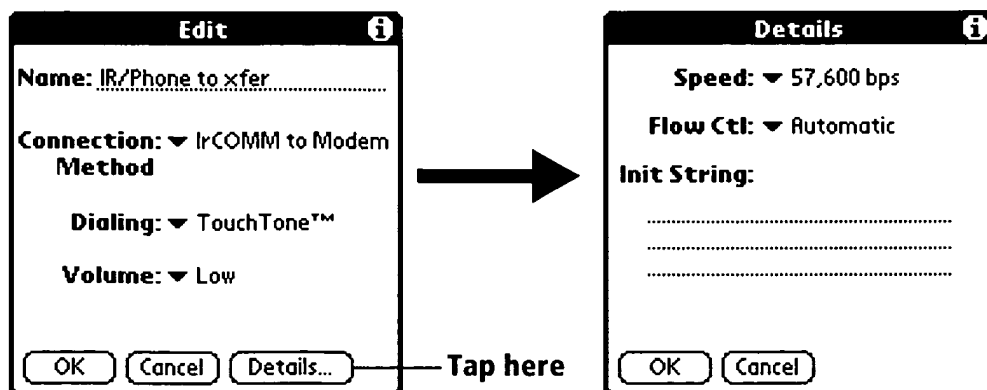 Edit
Name: IR/Phone to xfer
Connection: IrCOMM to Modem
Method
Dialing: TouchTone™
Volume: Low
OK Cancel Details...
Tap here
Details
Speed: 57,600 bps
Flow Ctl: Automatic
Init String:
OK Cancel